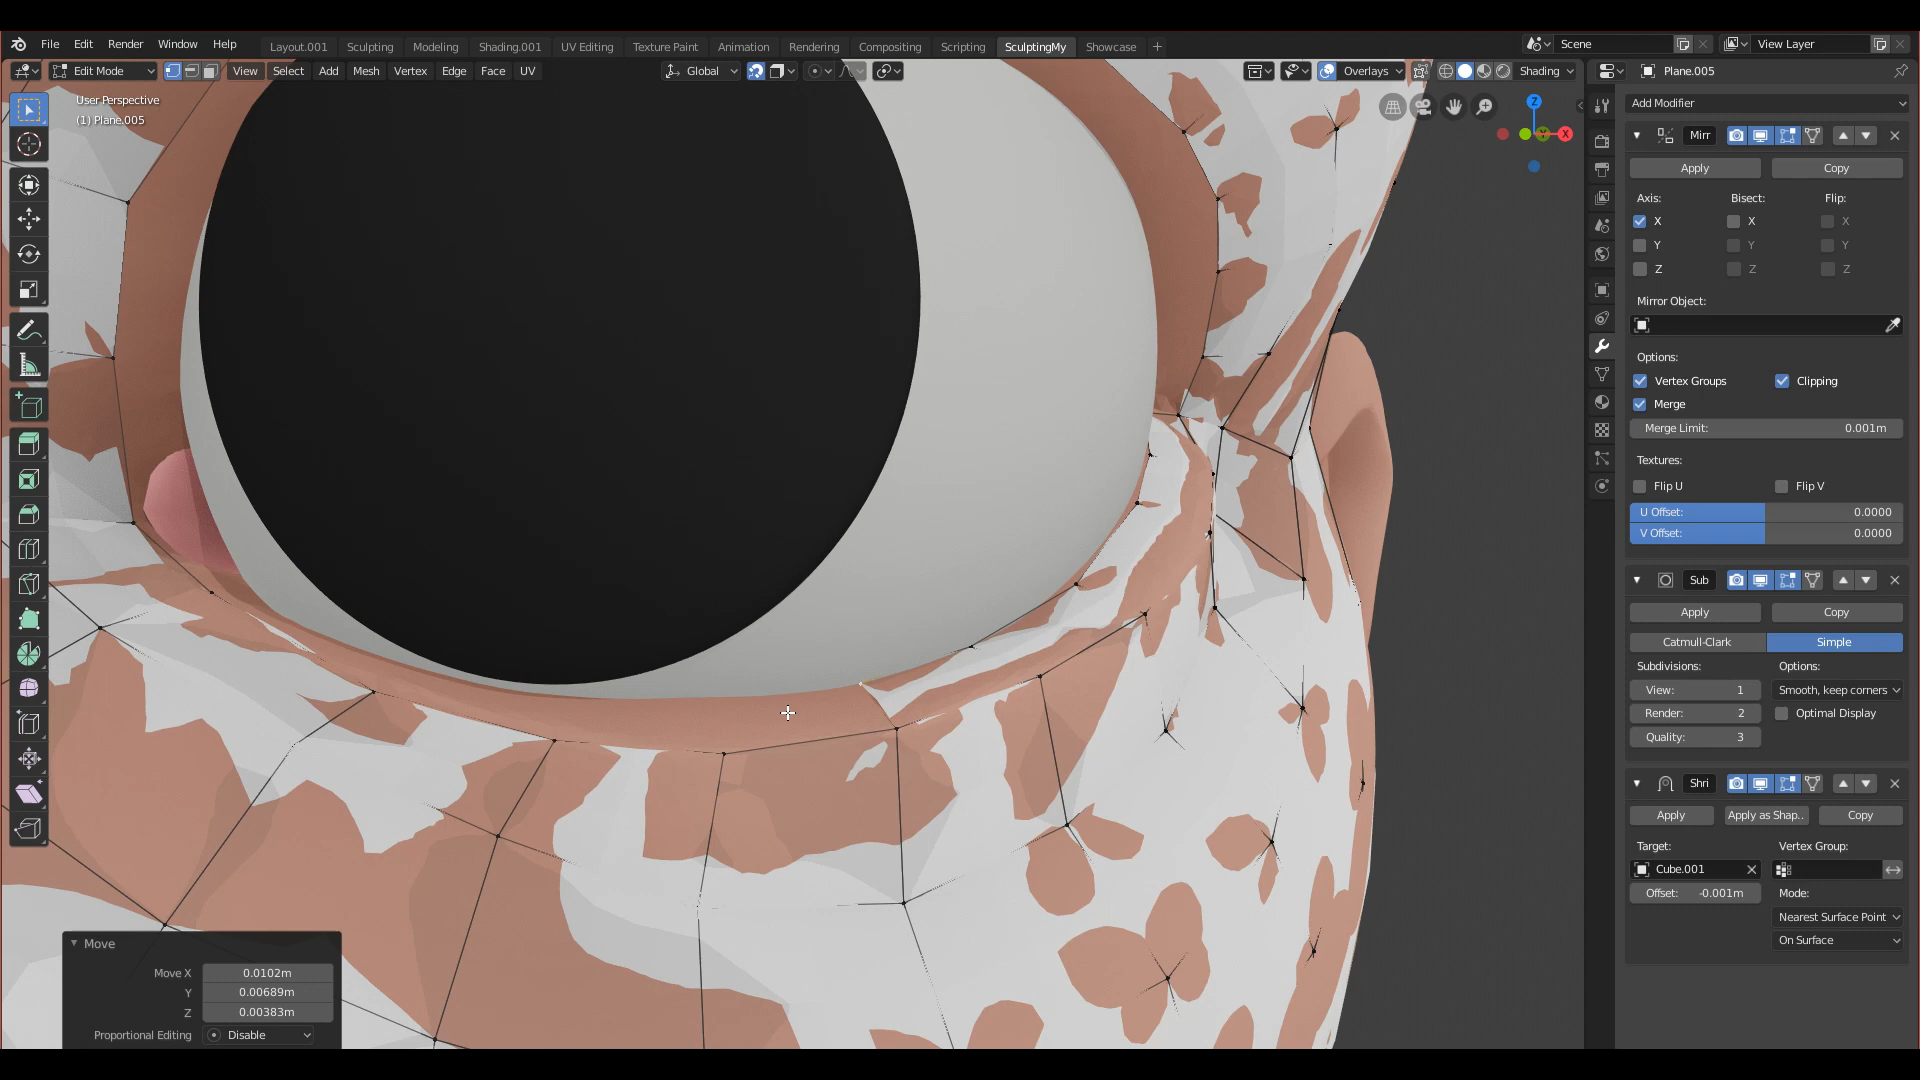 File Edit Render Window Help Layout.001 Sculpting Modeling Shading.001 UV Editing Texture Paint Animation Rendering Compositing Scripting SculptingMy Showcase + Scene View Layer
Edit Mode View Select Add Mesh Vertex Edge Face UV Global Overlays Shading Plane.005
User Perspective
(1) Plane.005
Z
X
Add Modifier
Mirr
Apply Copy
Axis: Bisect: Flip:
X X X
Y Y Y
Z Z Z
Mirror Object:
Options:
Vertex Groups Clipping
Merge
Merge Limit: 0.001m
Textures:
Flip U Flip V
U Offset: 0.0000
V Offset: 0.0000
Sub
Apply Copy
Catmull-Clark Simple
Subdivisions: Options:
View: 1 Smooth, keep corners
Render: 2 Optimal Display
Quality: 3
Shri
Apply Apply as Shap.. Copy
Target: Vertex Group:
Cube.001
Offset: -0.001m Mode:
Nearest Surface Point
On Surface
Move
Move X 0.0102m
Y 0.00689m
Z 0.00383m
Proportional Editing Disable